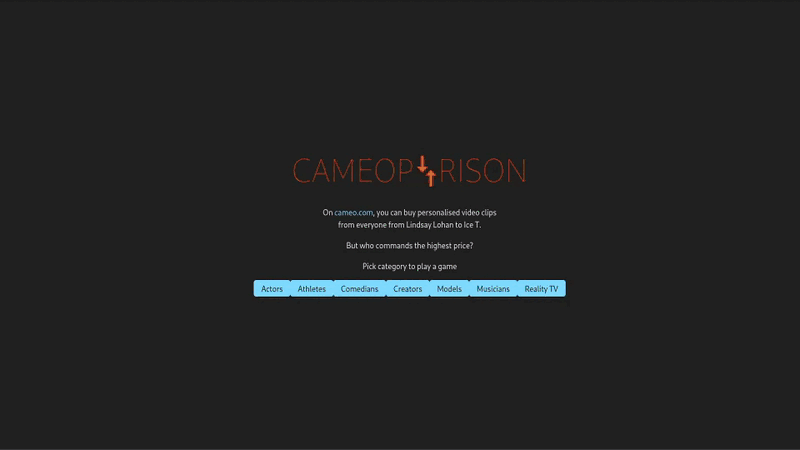 CAMEOP RISON
On cameo.com, you can buy personalised video clips
from everyone from Lindsay Lohan to Ice T.
But who commands the highest price?
Pick category to play a game
Actors Athletes Comedians Creators Models Musicians Reality TV